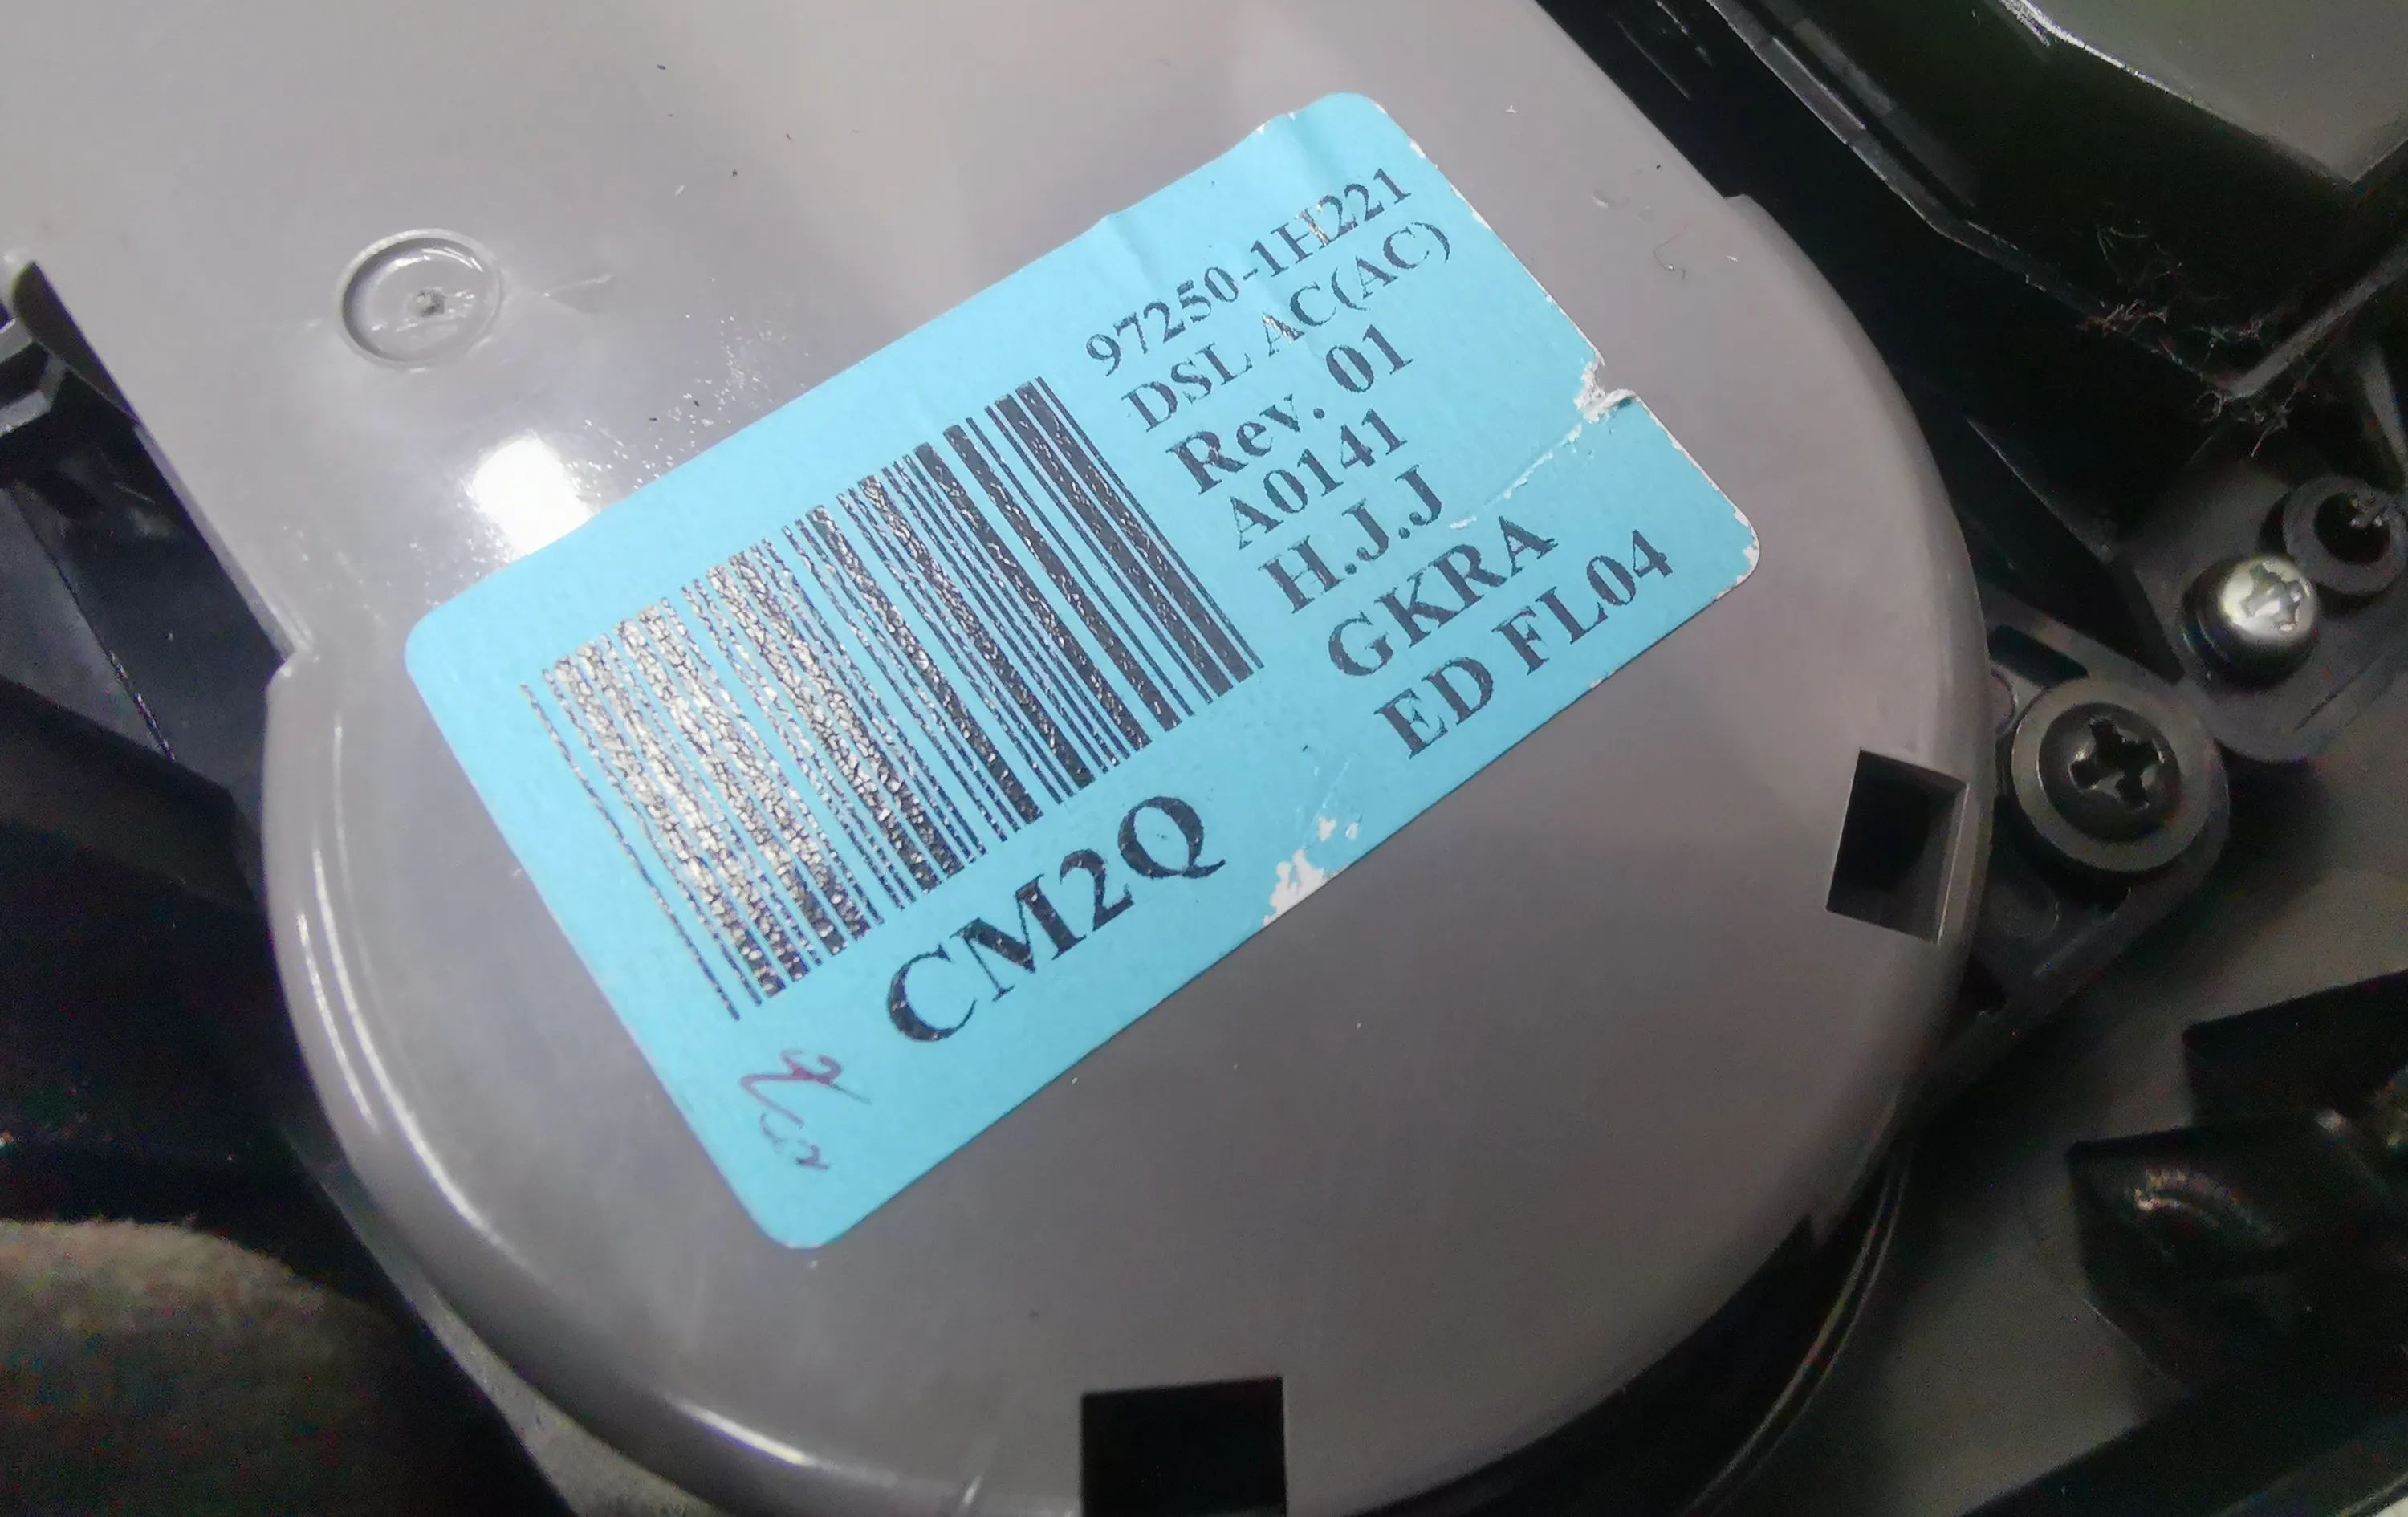 97250-1H221
DSL AC(AC)
Rev. 01
A0141
H.J.J
GKRA
ED FL04
CM2Q